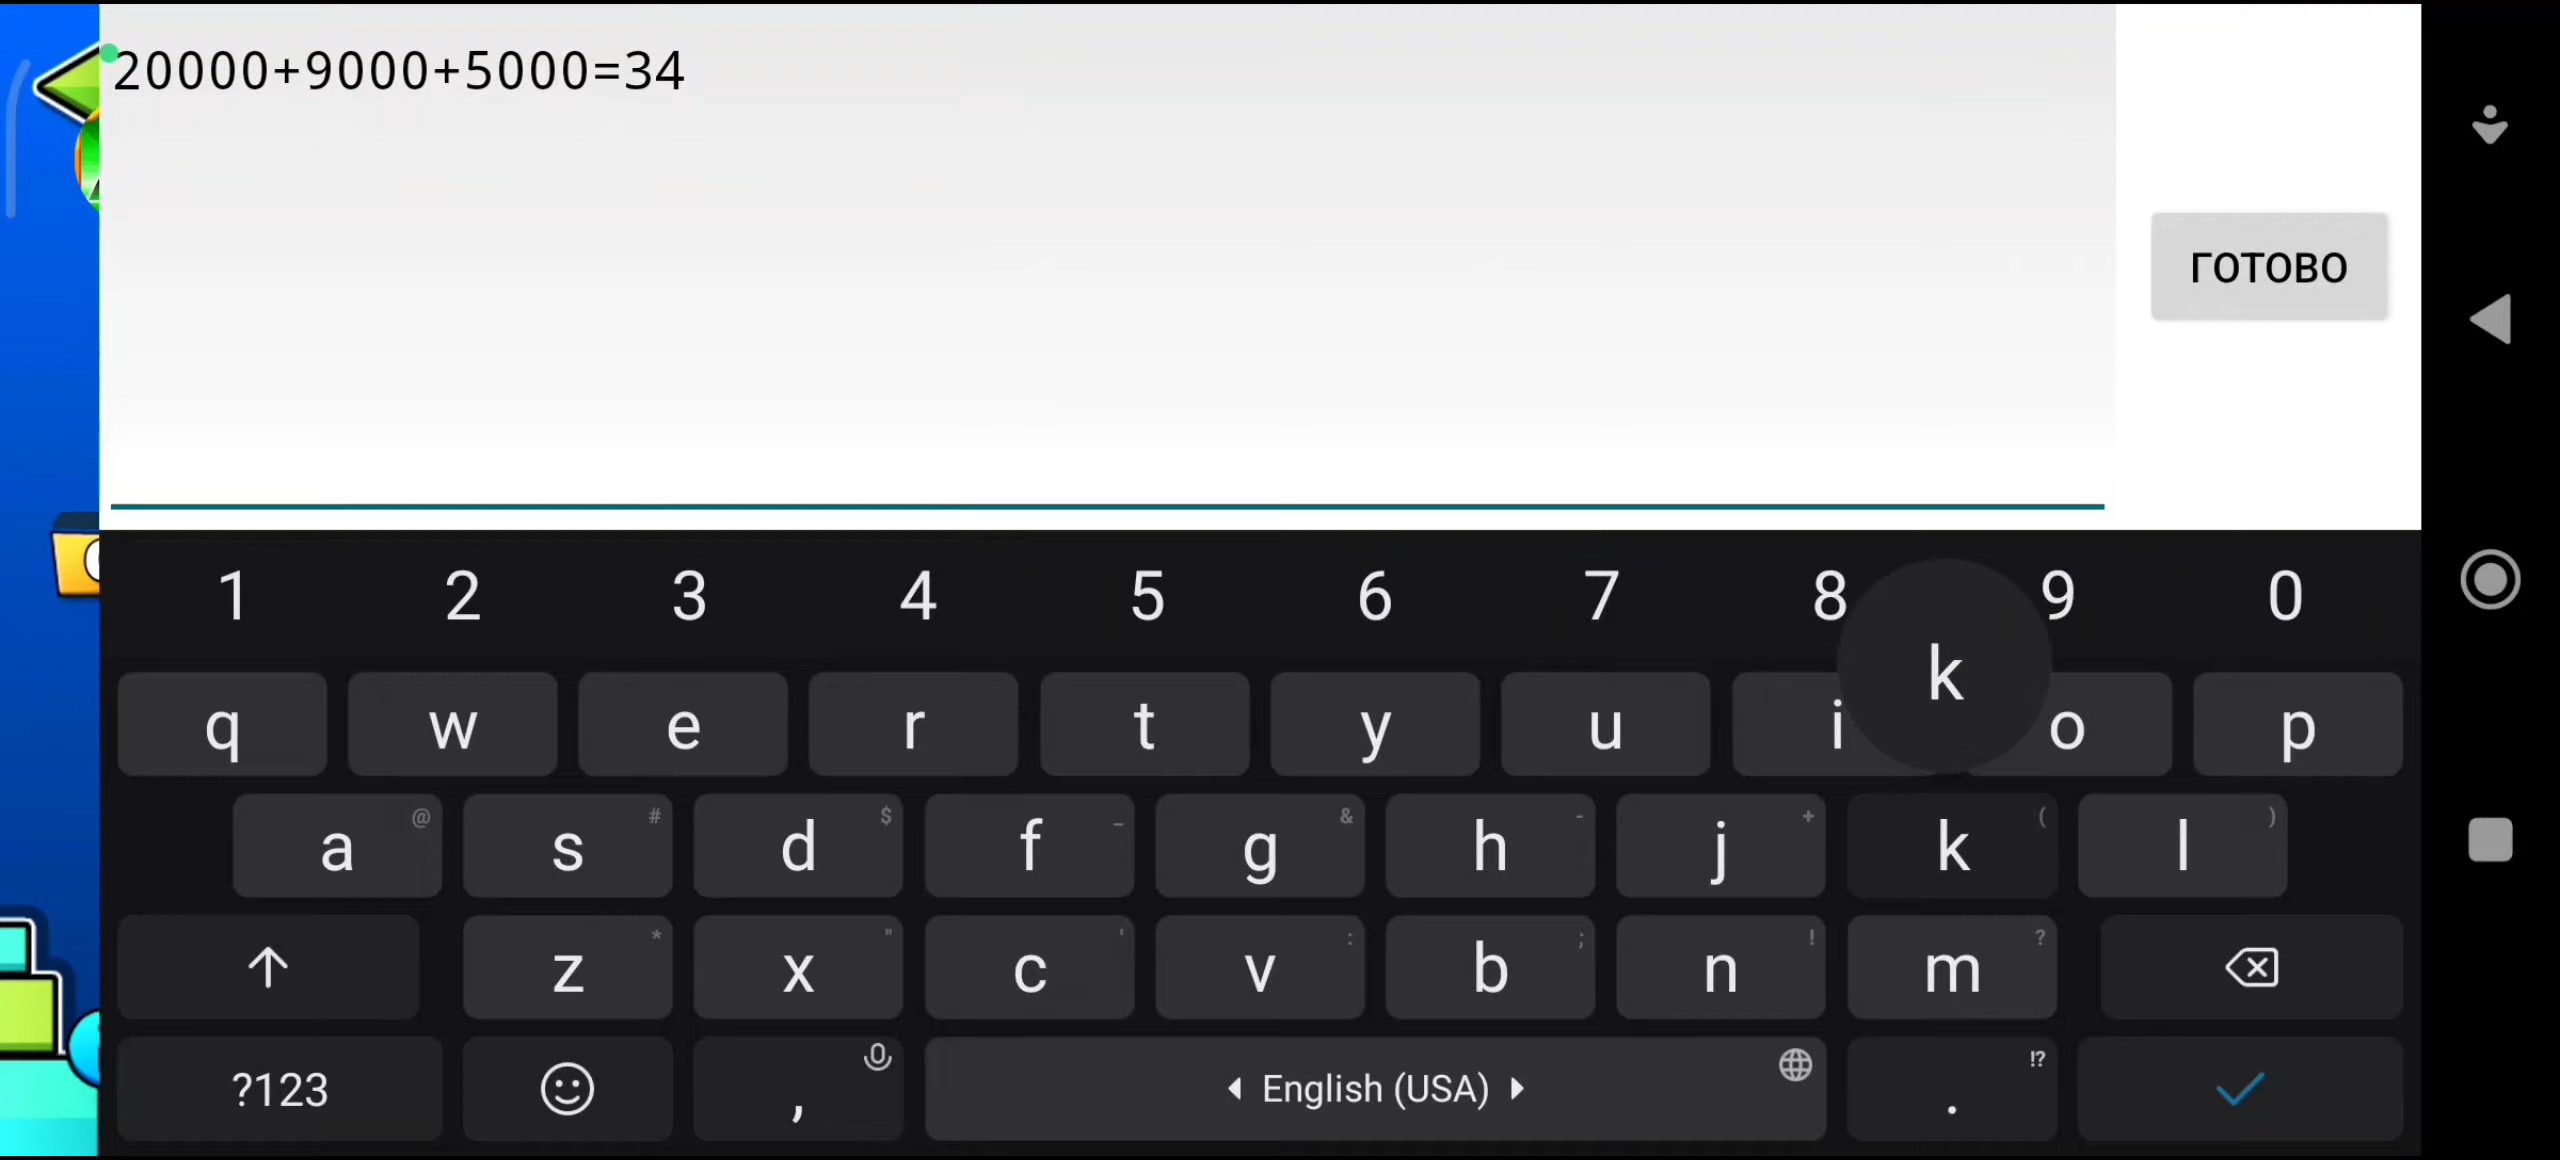 20000+9000+5000=34
ГОТОВО
1 2 3 4 5 6 7 8 9 0
k
q w e r t y u i o p
@ # $ _ & - + ( )
a s d f g h j k l
* " ' : ; ! ?
z x c v b n m
!?
?123 , English (USA) .